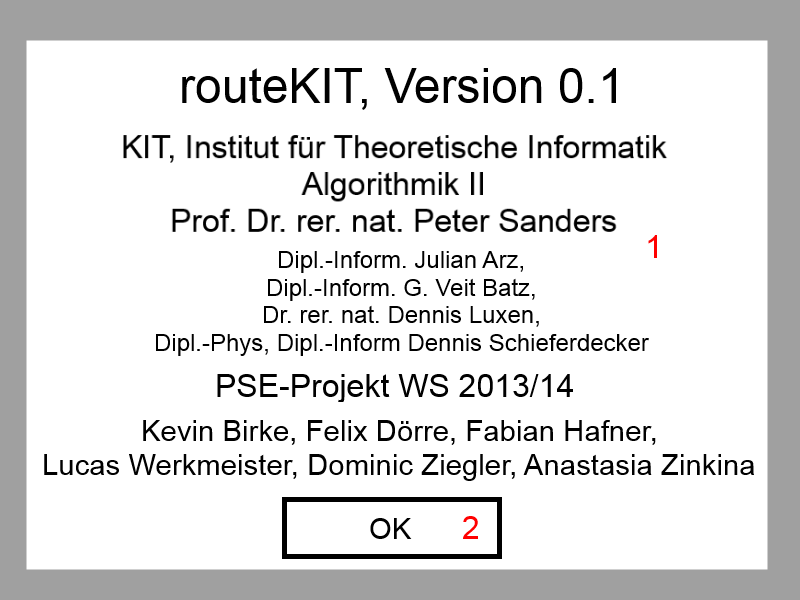 routeKIT, Version 0.1
KIT, Institut für Theoretische Informatik
Algorithmik II
Prof. Dr. rer. nat. Peter Sanders
1
Dipl.-Inform. Julian Arz,
Dipl.-Inform. G. Veit Batz,
Dr. rer. nat. Dennis Luxen,
Dipl.-Phys, Dipl.-Inform Dennis Schieferdecker
PSE-Projekt WS 2013/14
Kevin Birke, Felix Dörre, Fabian Hafner,
Lucas Werkmeister, Dominic Ziegler, Anastasia Zinkina
OK 2